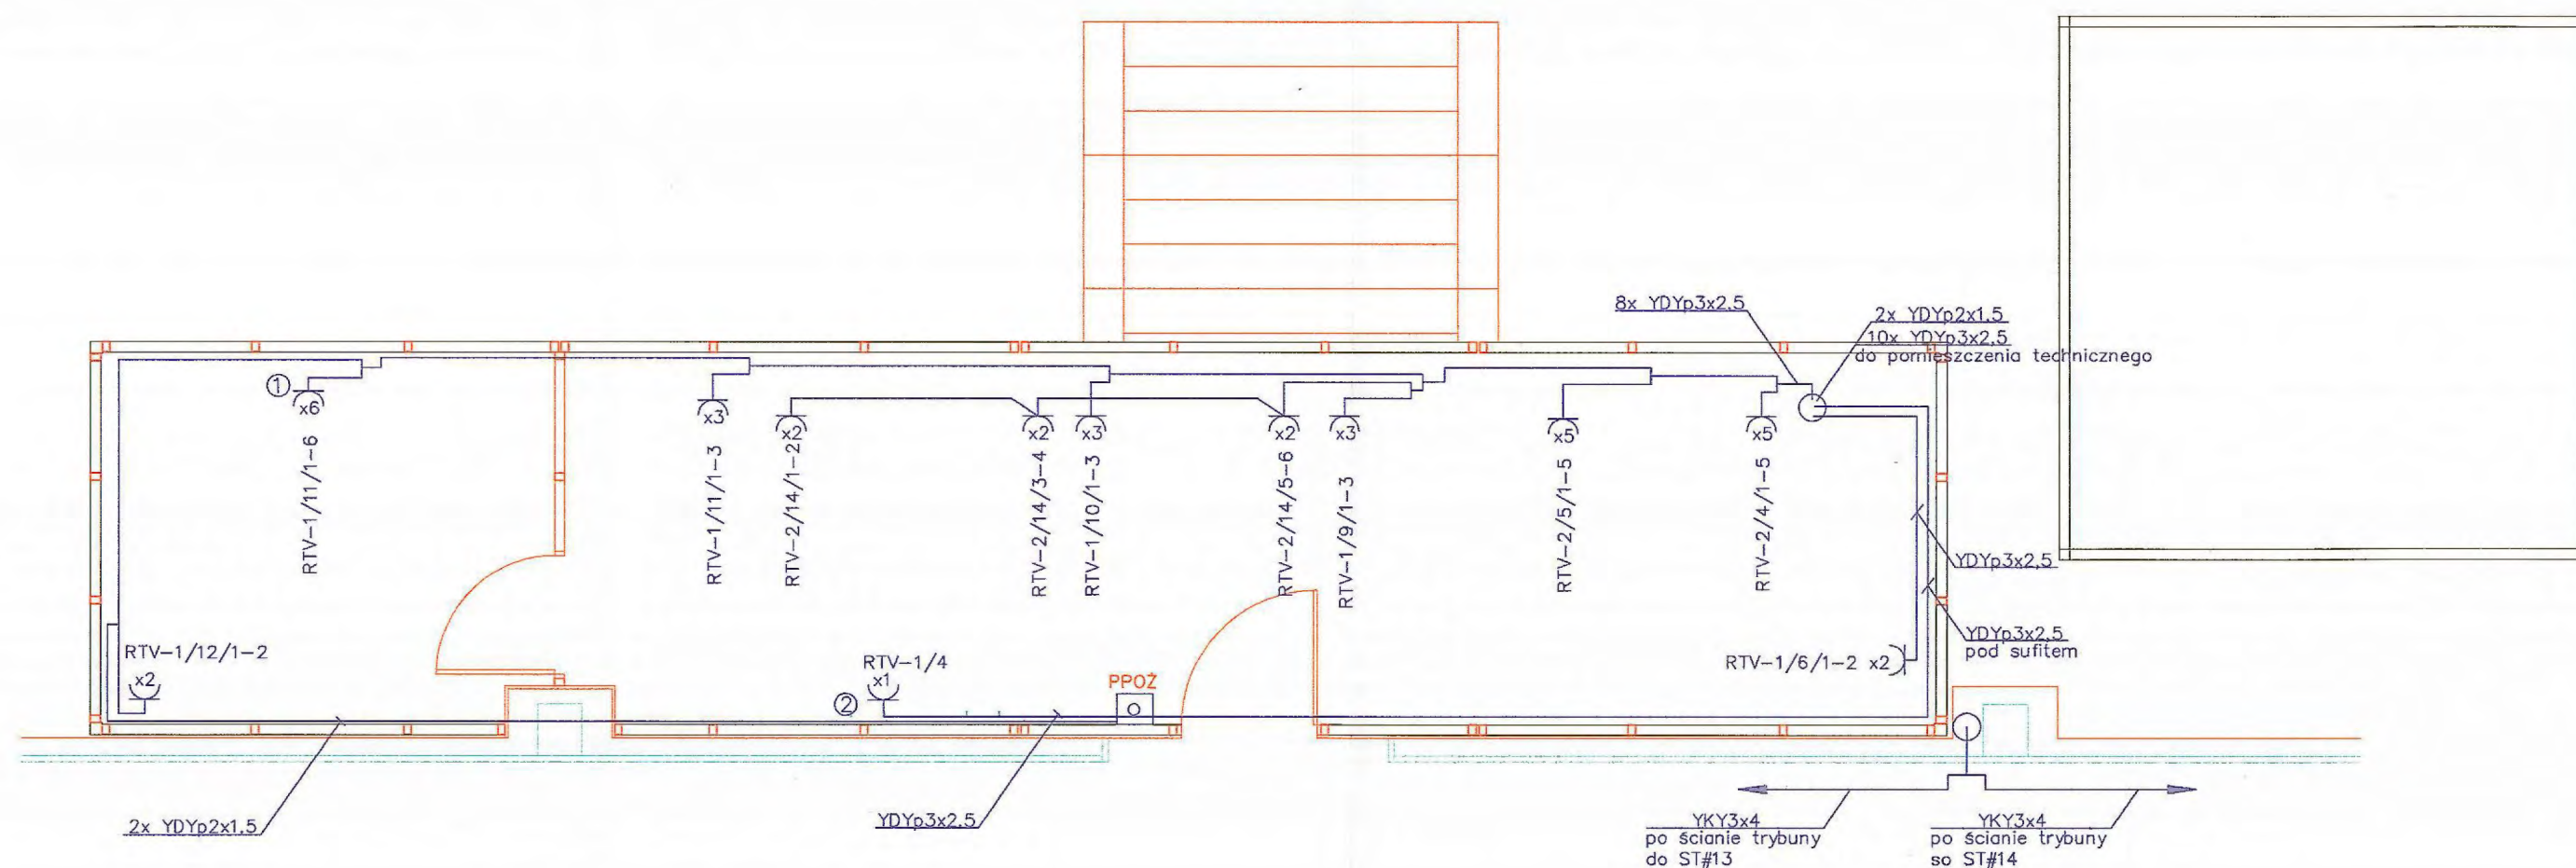 8x YDYp3x2,5
2x YDYp2x1,5
10x YDYp3x2,5
do pomieszczenia technicznego
①
x6
x3
x2
x2
x3
x2
x3
x5
x5
RTV-1/11/1-6
RTV-1/11/1-3
RTV-2/14/1-2
RTV-2/14/3-4
RTV-1/10/1-3
RTV-2/14/5-6
RTV-1/9/1-3
RTV-2/5/1-5
RTV-2/4/1-5
YDYp3x2,5
YDYp3x2,5
pod sufitem
RTV-1/12/1-2
x2
RTV-1/4
x1
②
PPOŻ
RTV-1/6/1-2 x2
2x YDYp2x1,5
YDYp3x2,5
YKY3x4
po ścianie trybuny
do ST#13
YKY3x4
po ścianie trybuny
so ST#14